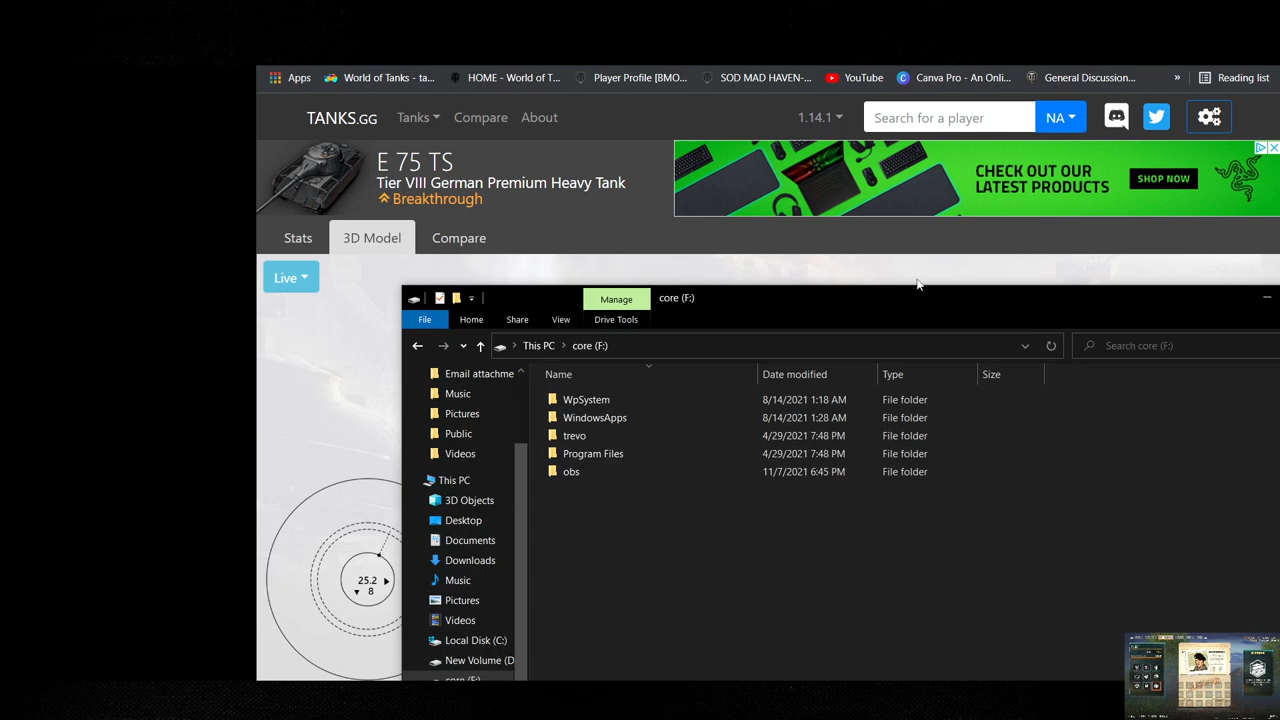 Apps World of Tanks - ta... HOME - World of T... Player Profile [BMO... SOD MAD HAVEN-... YouTube Canva Pro - An Onli... General Discussion... » Reading list
TANKS.GG Tanks Compare About 1.14.1 Search for a player NA
E 75 TS
Tier VIII German Premium Heavy Tank
Breakthrough
CHECK OUT OUR
LATEST PRODUCTS
SHOP NOW
Stats 3D Model Compare
Live
Manage core (F:)
File Home Share View Drive Tools
This PC core (F:) Search core (F:)
Name Date modified Type Size
WpSystem 8/14/2021 1:18 AM File folder
WindowsApps 8/14/2021 1:28 AM File folder
trevo 4/29/2021 7:48 PM File folder
Program Files 4/29/2021 7:48 PM File folder
obs 11/7/2021 6:45 PM File folder
Email attachme
Music
Pictures
Public
Videos
This PC
3D Objects
Desktop
Documents
Downloads
Music
Pictures
Videos
Local Disk (C:)
New Volume (D
core (F:)
25.2
8